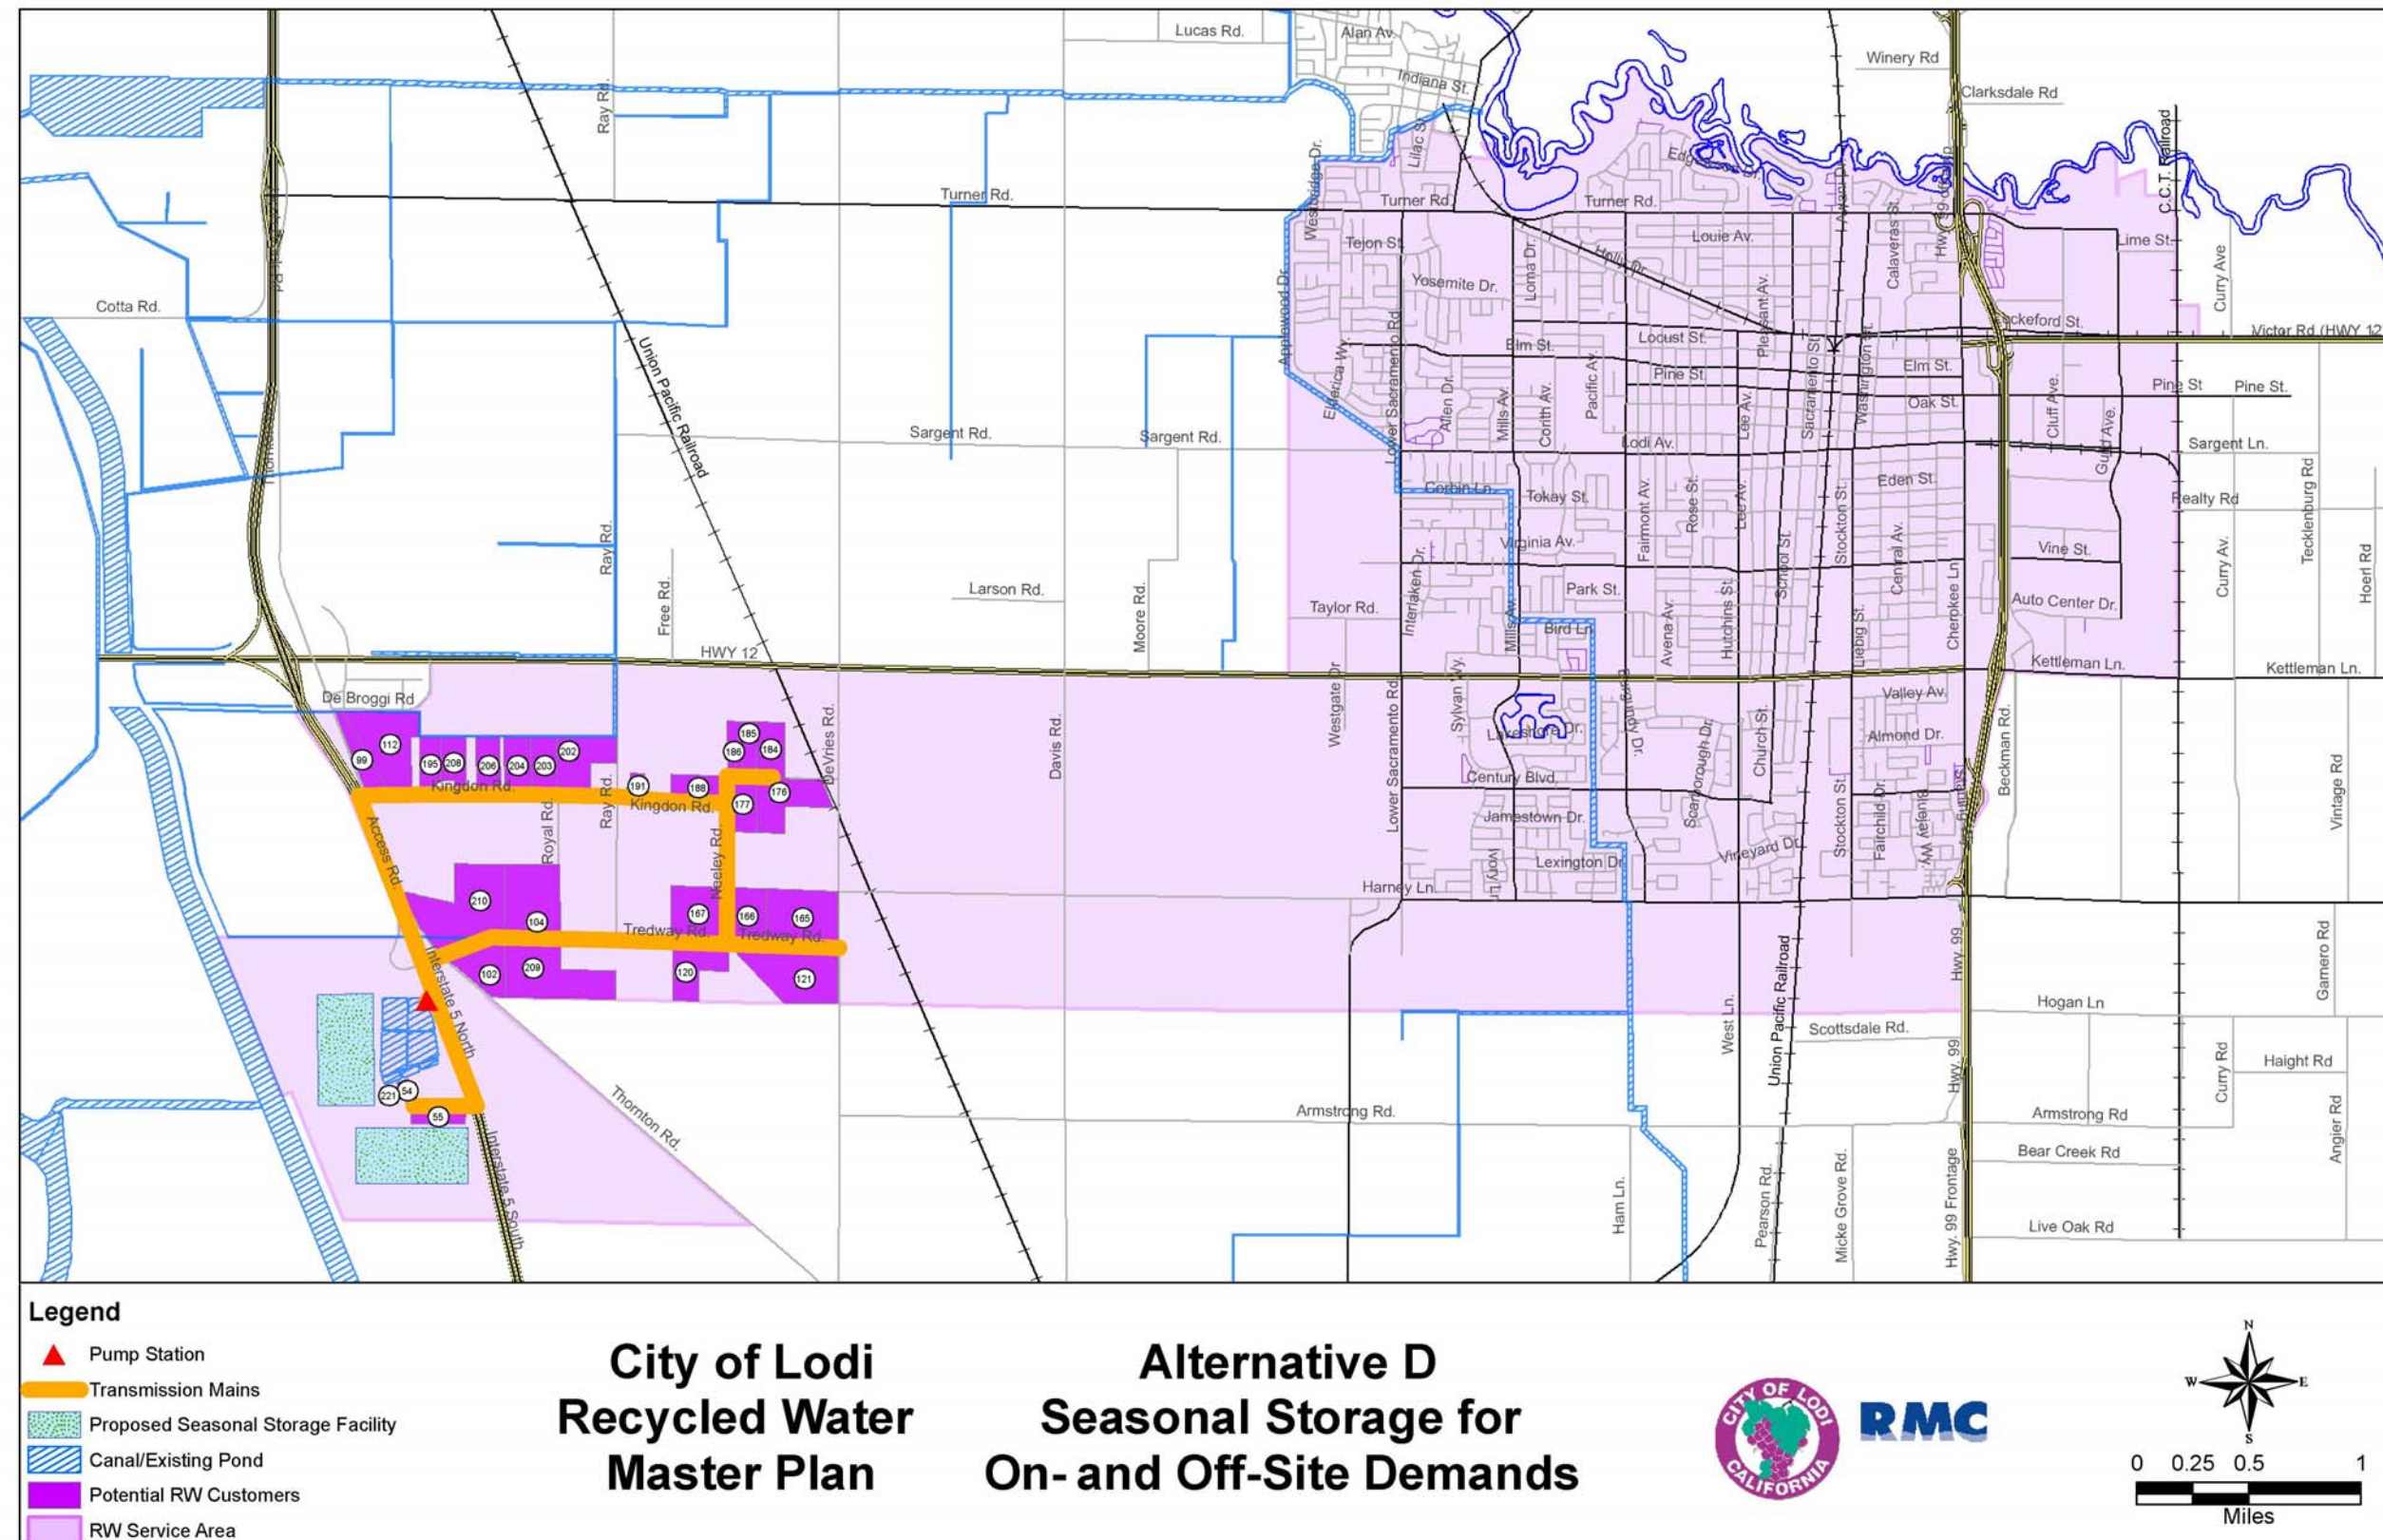 Lucas Rd.
Alan Av.
Indiana St.
Winery Rd
Clarksdale Rd
Ray Rd.
Westbridge Dr.
Lilac St
C.C.T. Railroad
Turner Rd.
Turner Rd.
Turner Rd.
Tejon St.
Louie Av.
Calaveras St.
Lime St.
Holly Dr.
Yosemite Dr.
Loma Dr.
Curry Ave
Cotta Rd.
Applewood Dr.
Pleasant Av.
Victor Rd.(HWY 12
Union Pacific Railroad
Lower Sacramento Rd.
Elm St.
Locust St.
Elm St.
Pine St.
Sacramento St.
Washington St.
Pine St
Pine St.
Elderica Wy.
Allen Dr.
Mills Av.
Corith Av.
Pacific Av.
Lee Av.
Oak St.
Cluff Ave.
Guild Ave.
Sargent Rd.
Sargent Rd.
Lodi Av.
Sargent Ln.
Corbin Ln.
Tokay St.
Eden St.
Realty Rd
Tecklenburg Rd
Fairmont Av.
Rose St.
Lee Av.
Stockton St.
Ray Rd.
Virginia Av.
School St.
Central Av.
Vine St.
Curry Av.
Hoerl Rd
Free Rd.
Larson Rd.
Moore Rd.
Taylor Rd.
Interlaken Dr.
Park St.
Cherokee Ln
Auto Center Dr.
Mills Av.
Bird Ln
Avena Av.
Hutchins St.
Liebig St.
HWY 12
Kettleman Ln.
Kettleman Ln.
De Broggi Rd
Davis Rd.
DeVries Rd.
Westgate Dr
Lower Sacramento Rd.
Sylvan Wy.
Lakeshore Dr.
Burgundy Dr.
Scarborough Dr.
Church St.
Valley Av.
Almond Dr.
Beckman Rd.
99
112
195
208
206
204
203
202
186
185
184
Vintage Rd
Kingdon Rd.
191
188
176
Kingdon Rd.
177
Century Blvd.
Jamestown Dr.
Stockton St.
Fairchild Dr.
Access Rd.
Royal Rd.
Ray Rd.
Neeley Rd.
Ivory Ln
Lexington Dr
Vineyard Dr.
Harney Ln.
210
104
167
166
165
Tredway Rd.
Tredway Rd.
102
209
120
121
Hwy. 99
Gamero Rd
Interstate 5 North
West Ln.
Union Pacific Railroad
Hogan Ln
Scottsdale Rd.
Hwy. 99
Curry Rd
Haight Rd
221
54
55
Thornton Rd.
Armstrong Rd.
Armstrong Rd
Angier Rd
Bear Creek Rd
Interstate 5 South
Ham Ln.
Pearson Rd.
Micke Grove Rd.
Hwy. 99 Frontage
Live Oak Rd
Legend
Pump Station
Transmission Mains
Proposed Seasonal Storage Facility
Canal/Existing Pond
Potential RW Customers
RW Service Area
City of Lodi
Recycled Water
Master Plan
Alternative D
Seasonal Storage for
On- and Off-Site Demands
CITY OF LODI
CALIFORNIA
RMC
N
W
E
S
0 0.25 0.5 1
Miles